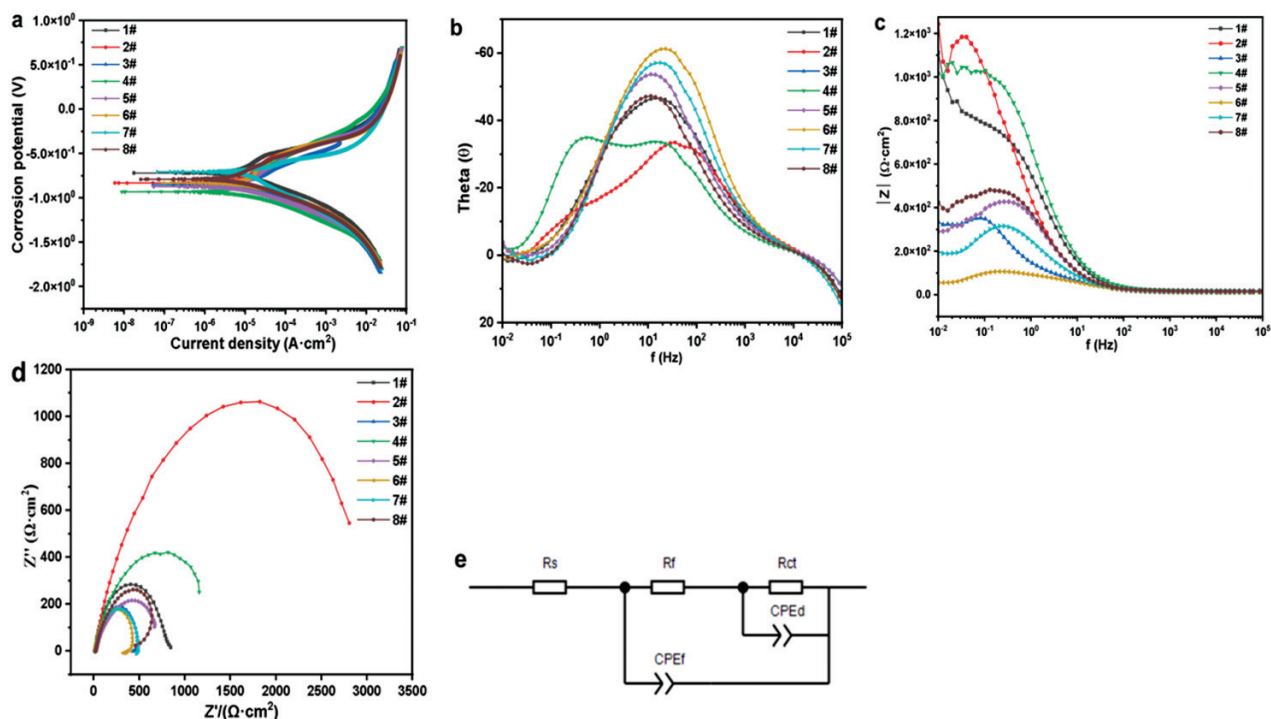 a
Corrosion potential (V)
1.0×10⁰
5.0×10⁻¹
0.0
-5.0×10⁻¹
-1.0×10⁰
-1.5×10⁰
-2.0×10⁰
1#
2#
3#
4#
5#
6#
7#
8#
10⁻⁹ 10⁻⁸ 10⁻⁷ 10⁻⁶ 10⁻⁵ 10⁻⁴ 10⁻³ 10⁻² 10⁻¹
Current density (A·cm²)
b
Theta (θ)
-60
-40
-20
0
20
1#
2#
3#
4#
5#
6#
7#
8#
10⁻² 10⁻¹ 10⁰ 10¹ 10² 10³ 10⁴ 10⁵
f (Hz)
c
|Z| (Ω·cm²)
1.2×10³
1.0×10³
8.0×10²
6.0×10²
4.0×10²
2.0×10²
0.0
1#
2#
3#
4#
5#
6#
7#
8#
10⁻² 10⁻¹ 10⁰ 10¹ 10² 10³ 10⁴ 10⁵
f (Hz)
d
Z'' (Ω·cm²)
1200
1000
800
600
400
200
0
1#
2#
3#
4#
5#
6#
7#
8#
0 500 1000 1500 2000 2500 3000 3500
Z'/(Ω·cm²)
e
Rs Rf Rct
CPEd
CPEf